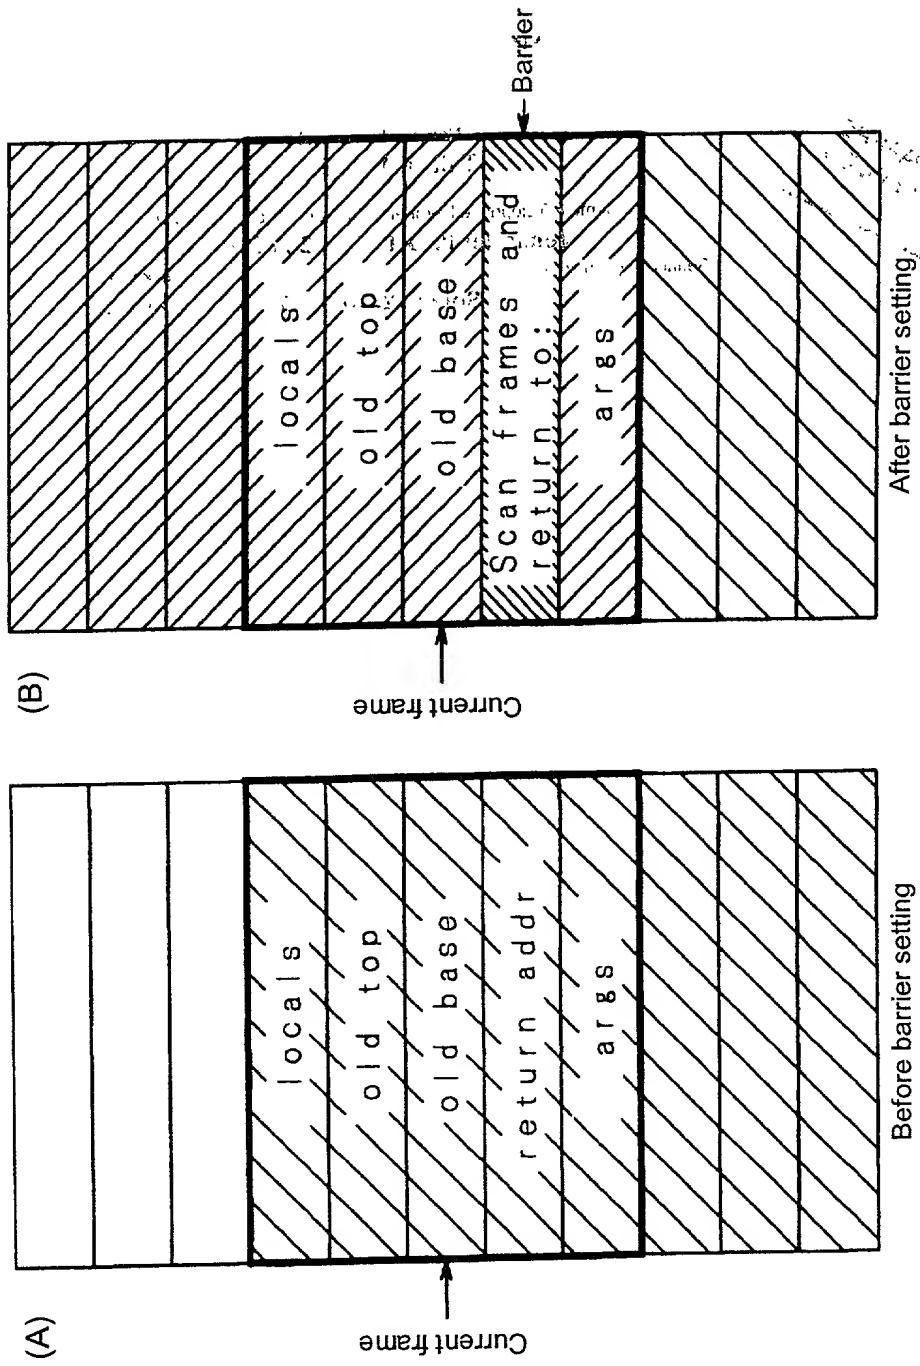 (A)
Current frame
locals
old top
old base
return addr
args
Before barrier setting
(B)
Current frame
locals
old top
old base
Scan frames and
return to:
args
Barrier
After barrier setting